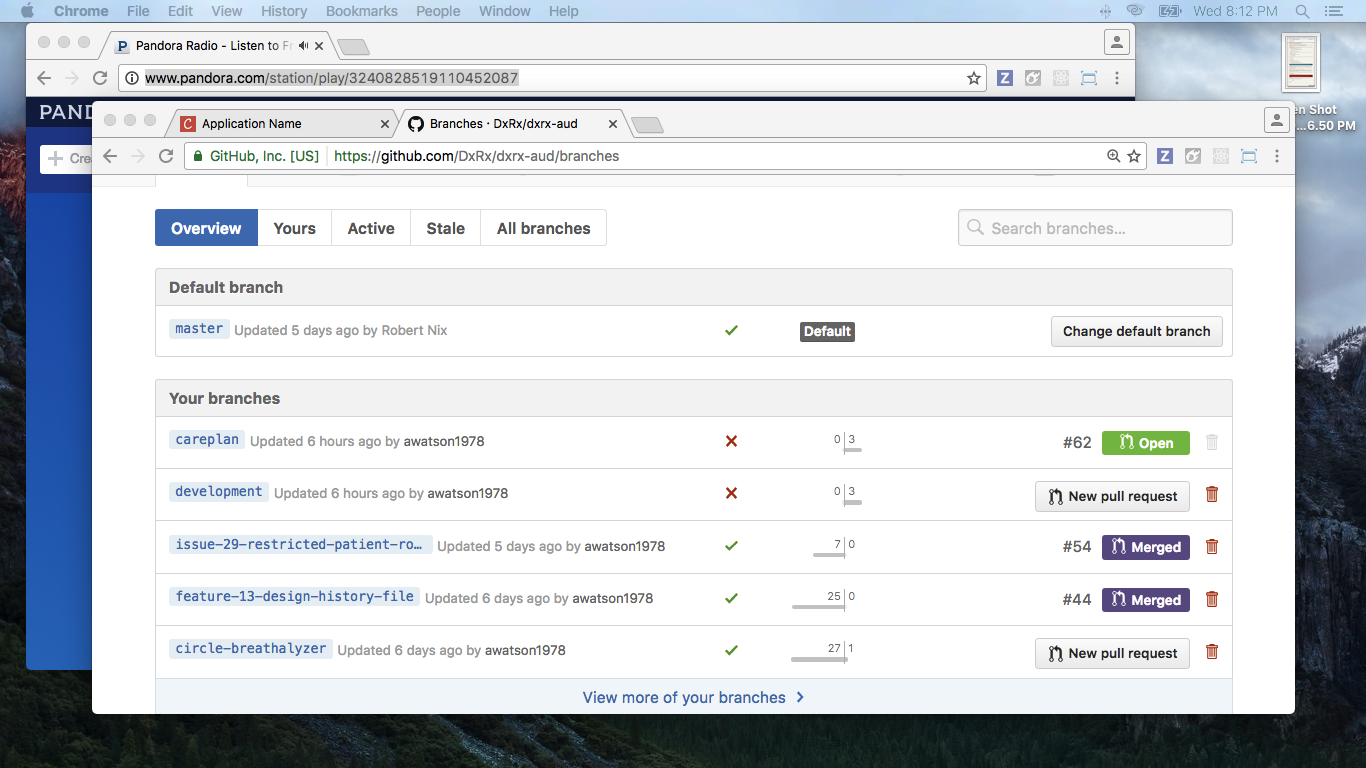 Chrome File Edit View History Bookmarks People Window Help Wed 8:12 PM
Pandora Radio - Listen to Fr
www.pandora.com/station/play/3240828519110452087
PAND
Crea
en Shot
...6.50 PM
Application Name
Branches · DxRx/dxrx-aud
GitHub, Inc. [US] https://github.com/DxRx/dxrx-aud/branches
Overview Yours Active Stale All branches Search branches...
Default branch
master Updated 5 days ago by Robert Nix Default Change default branch
Your branches
careplan Updated 6 hours ago by awatson1978 0 3 #62 Open
development Updated 6 hours ago by awatson1978 0 3 New pull request
issue-29-restricted-patient-ro… Updated 5 days ago by awatson1978 7 0 #54 Merged
feature-13-design-history-file Updated 6 days ago by awatson1978 25 0 #44 Merged
circle-breathalyzer Updated 6 days ago by awatson1978 27 1 New pull request
View more of your branches